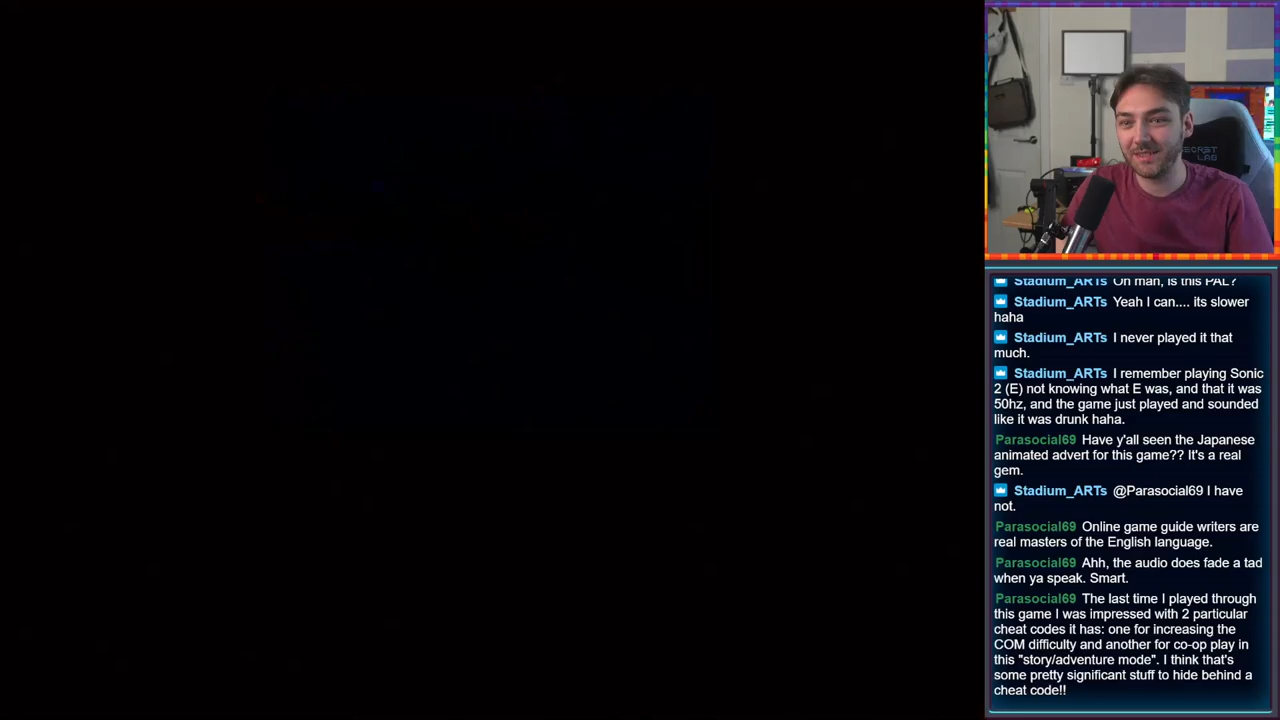 SECRET
LAB
Stadium_ARTs Oh man, is this PAL?
Stadium_ARTs Yeah I can.... its slower
haha
Stadium_ARTs I never played it that
much.
Stadium_ARTs I remember playing Sonic
2 (E) not knowing what E was, and that it was
50hz, and the game just played and sounded
like it was drunk haha.
Parasocial69 Have y'all seen the Japanese
animated advert for this game?? It's a real
gem.
Stadium_ARTs @Parasocial69 I have
not.
Parasocial69 Online game guide writers are
real masters of the English language.
Parasocial69 Ahh, the audio does fade a tad
when ya speak. Smart.
Parasocial69 The last time I played through
this game I was impressed with 2 particular
cheat codes it has: one for increasing the
COM difficulty and another for co-op play in
this "story/adventure mode". I think that's
some pretty significant stuff to hide behind a
cheat code!!